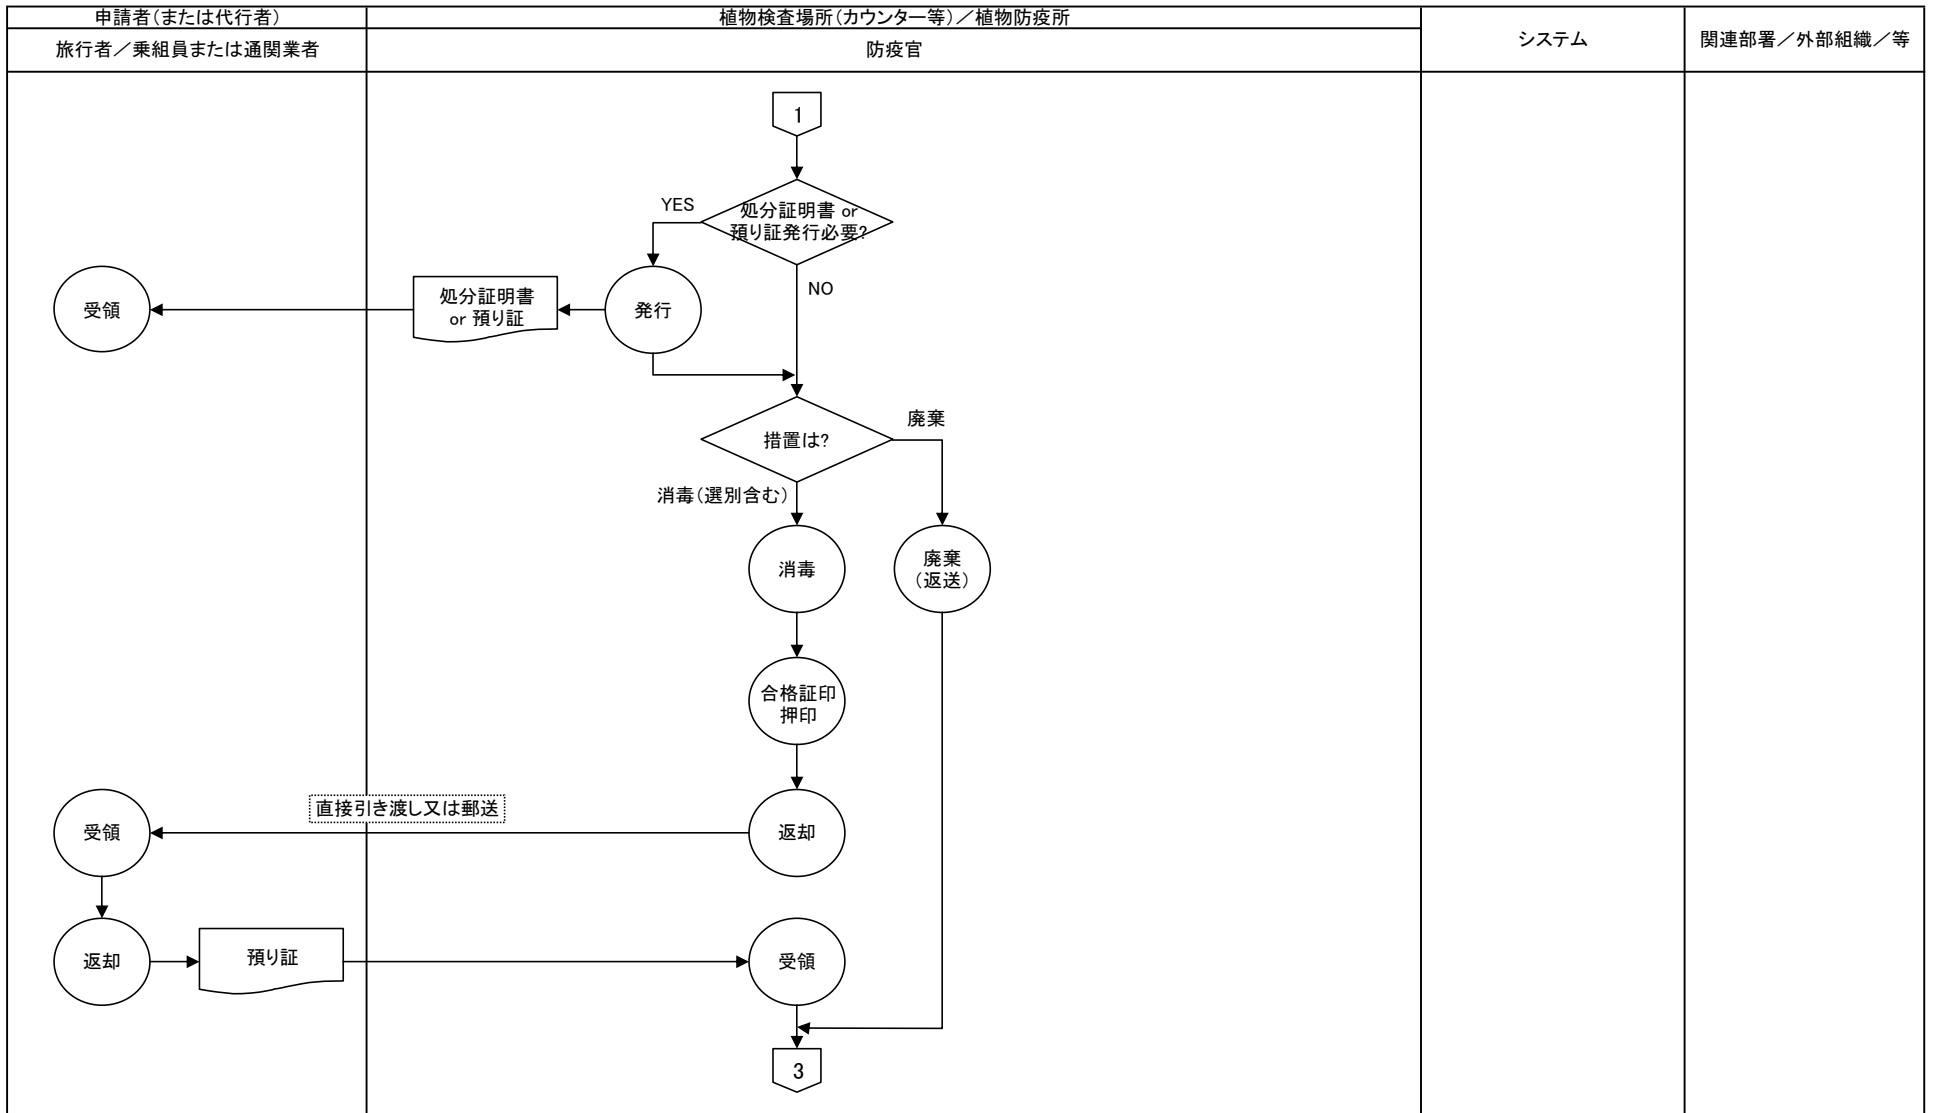 申請者（または代行者）
植物検査場所（カウンター等）／植物防疫所
システム
関連部署／外部組織／等
旅行者／乗組員または通関業者
防疫官
1
YES
処分証明書 or
預り証発行必要?
NO
受領
処分証明書
or 預り証
発行
措置は?
廃棄
消毒（選別含む）
消毒
廃棄
（返送）
合格証印
押印
直接引き渡し又は郵送
受領
返却
返却
預り証
受領
3